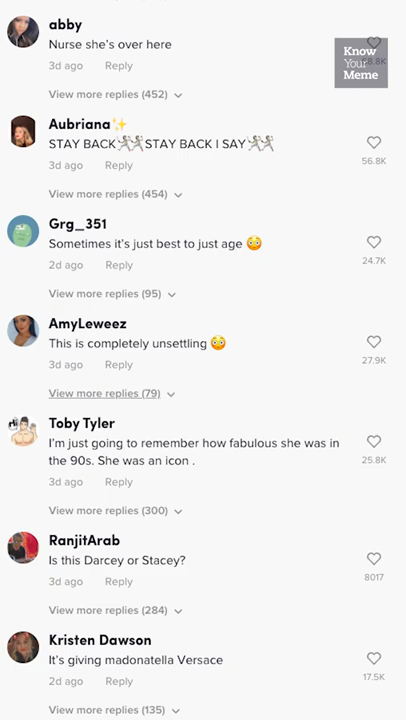 abby
Nurse she's over here
3d ago Reply
View more replies (452)
Know
Your
Meme
Aubriana✨
STAY BACK🤺🤺STAY BACK I SAY🤺🤺
3d ago Reply
56.8K
View more replies (454)
Grg_351
Sometimes it's just best to just age 😳
2d ago Reply
24.7K
View more replies (95)
AmyLeweez
This is completely unsettling 😳
3d ago Reply
27.9K
View more replies (79)
Toby Tyler
I'm just going to remember how fabulous she was in
the 90s. She was an icon .
3d ago Reply
25.8K
View more replies (300)
RanjitArab
Is this Darcey or Stacey?
3d ago Reply
8017
View more replies (284)
Kristen Dawson
It's giving madonatella Versace
2d ago Reply
17.5K
View more replies (135)